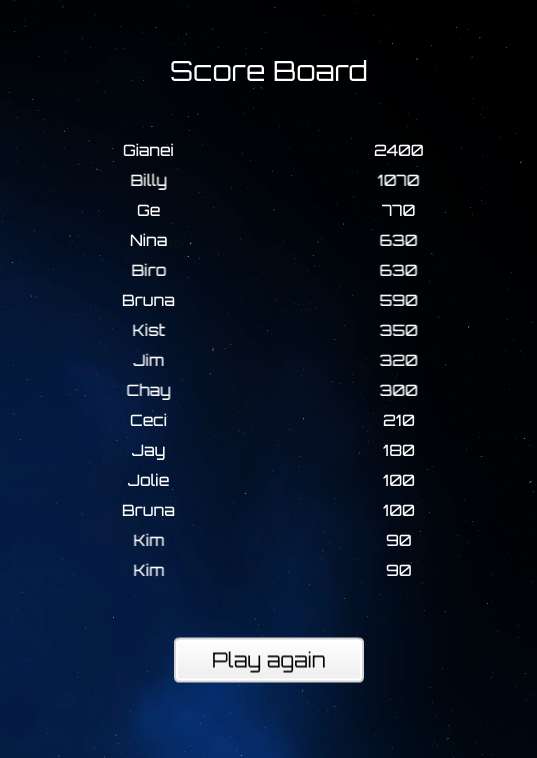 Score Board
Gianei 2400
Billy 1070
Ge 770
Nina 630
Biro 630
Bruna 590
Kist 350
Jim 320
Chay 300
Ceci 210
Jay 180
Jolie 100
Bruna 100
Kim 90
Kim 90
Play again